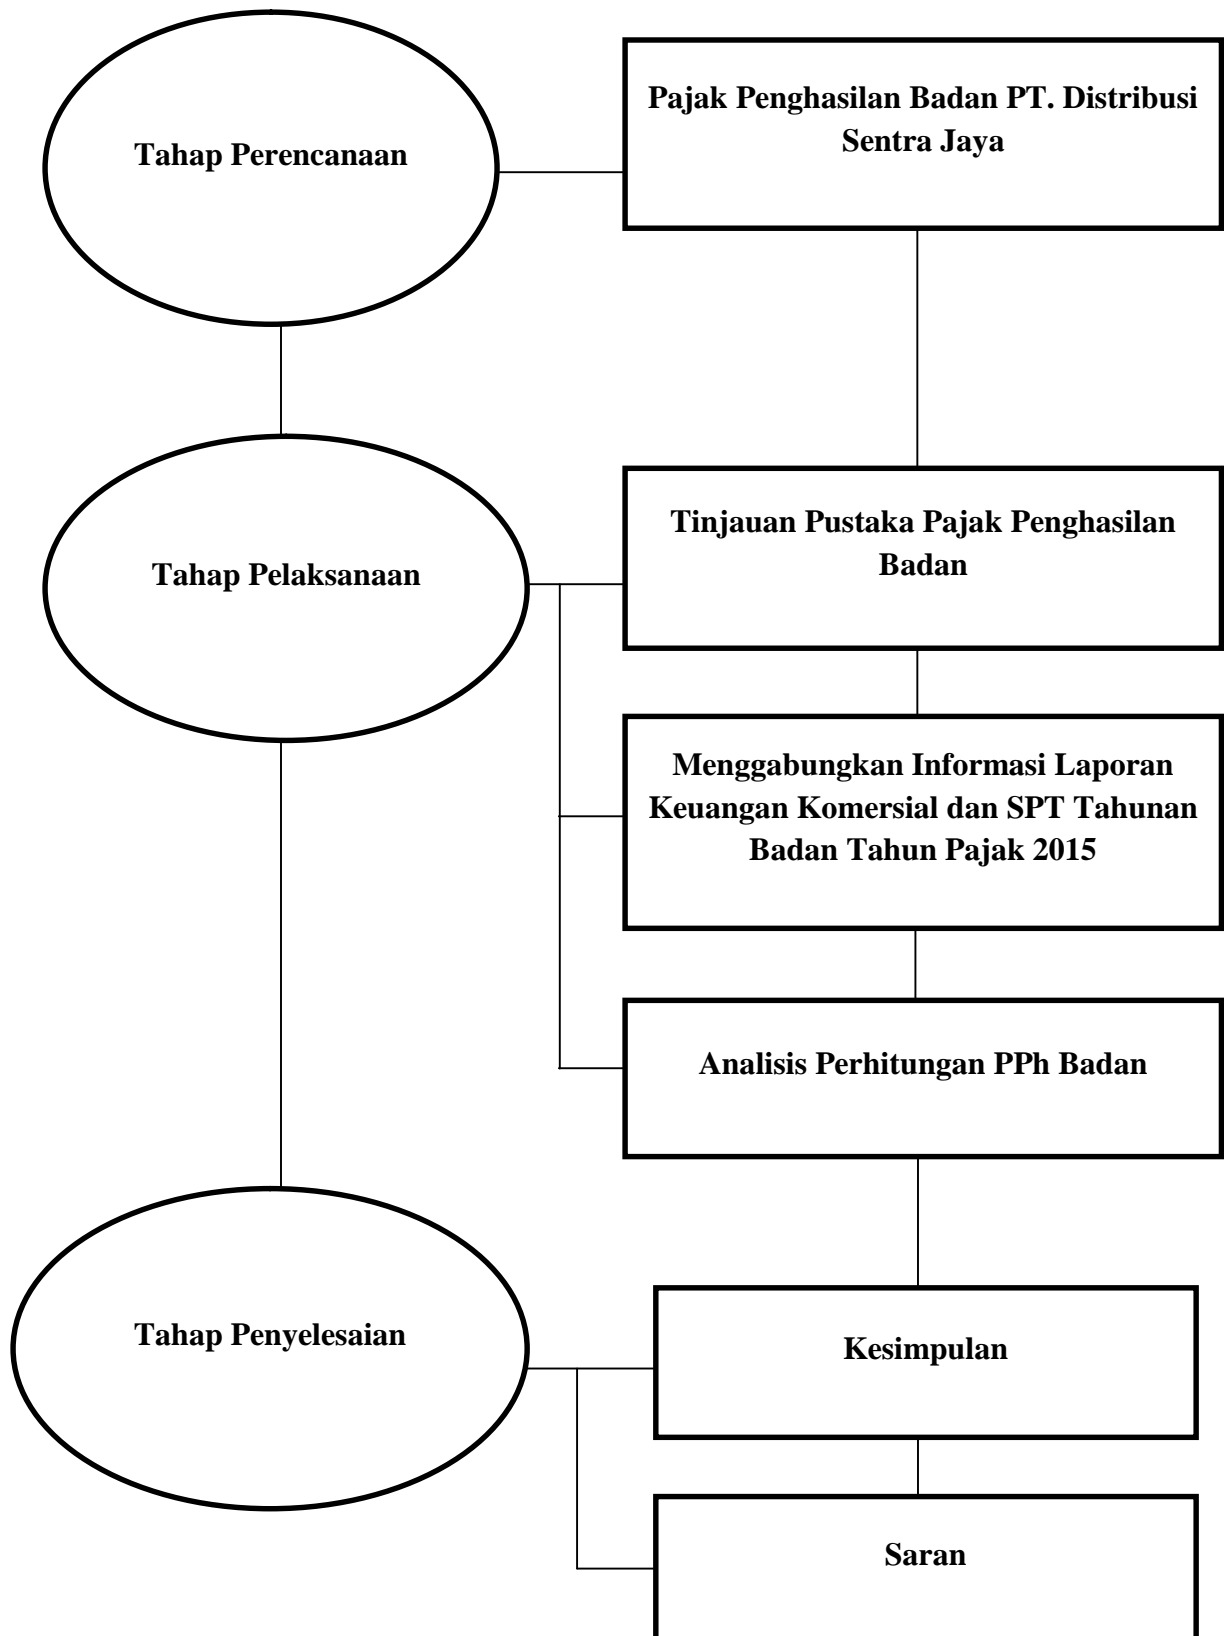 Tahap Perencanaan
Pajak Penghasilan Badan PT. Distribusi
Sentra Jaya
Tahap Pelaksanaan
Tinjauan Pustaka Pajak Penghasilan
Badan
Menggabungkan Informasi Laporan
Keuangan Komersial dan SPT Tahunan
Badan Tahun Pajak 2015
Analisis Perhitungan PPh Badan
Tahap Penyelesaian
Kesimpulan
Saran